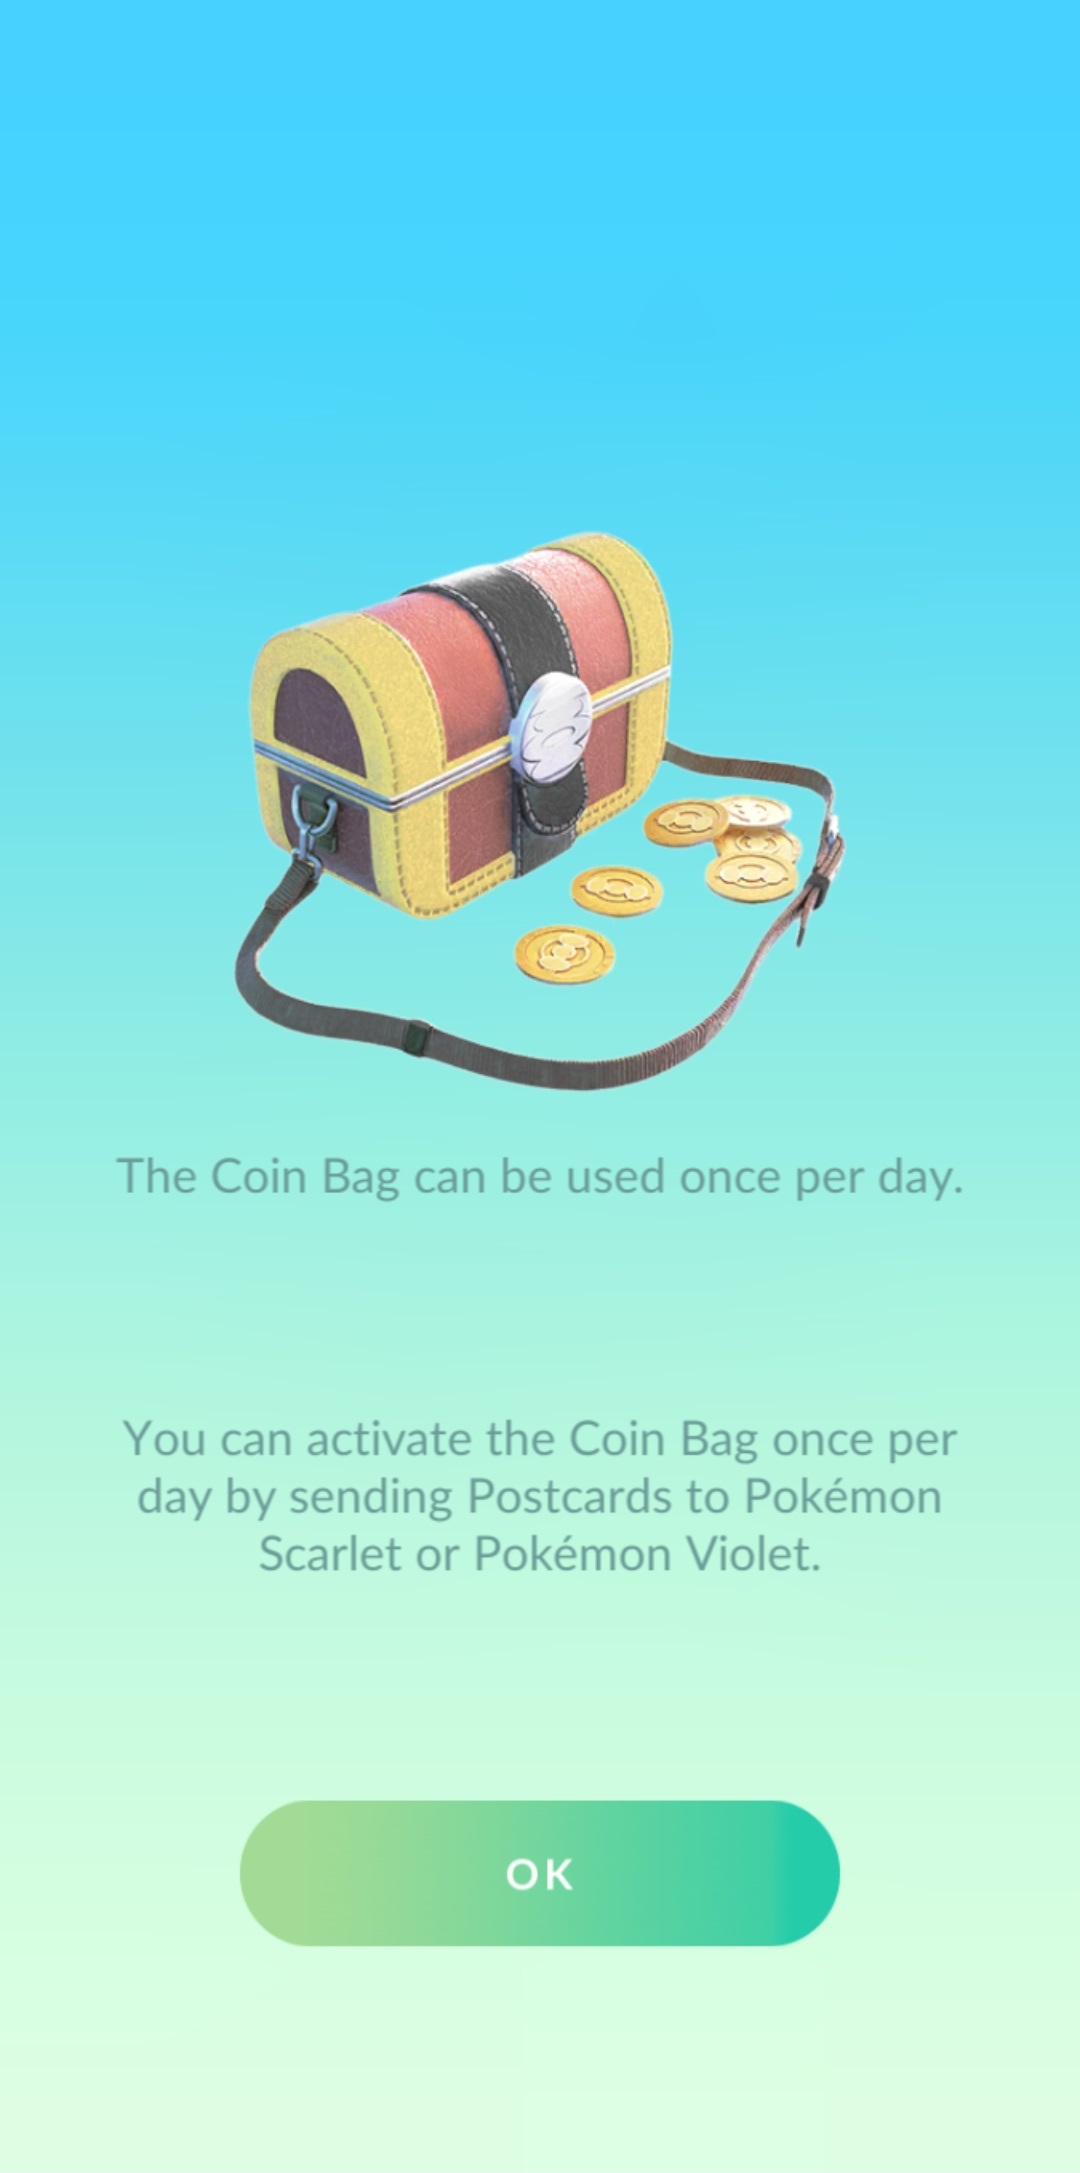 The Coin Bag can be used once per day.
You can activate the Coin Bag once per
day by sending Postcards to Pokémon
Scarlet or Pokémon Violet.
OK